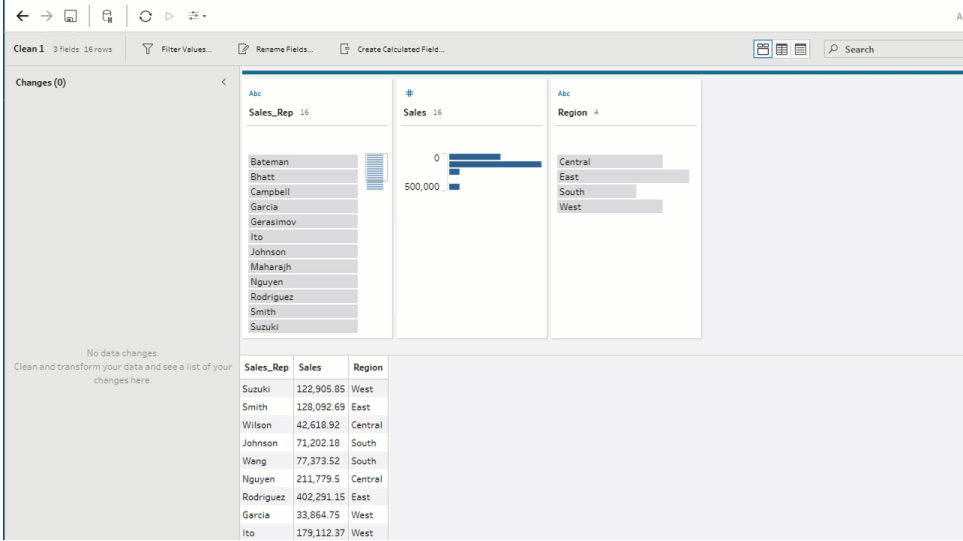 A
Clean 1 3 fields 16 rows Filter Values... Rename Fields... Create Calculated Field... Search
Changes (0)
No data changes.
Clean and transform your data and see a list of your
changes here.
Abc
Sales_Rep 16
Bateman
Bhatt
Campbell
Garcia
Gerasimov
Ito
Johnson
Maharajh
Nguyen
Rodriguez
Smith
Suzuki
#
Sales 16
0
500,000
Abc
Region 4
Central
East
South
West
Sales_Rep Sales Region
Suzuki 122,905.85 West
Smith 128,092.69 East
Wilson 42,618.92 Central
Johnson 71,202.18 South
Wang 77,373.52 South
Nguyen 211,779.5 Central
Rodriguez 402,291.15 East
Garcia 33,864.75 West
Ito 179,112.37 West